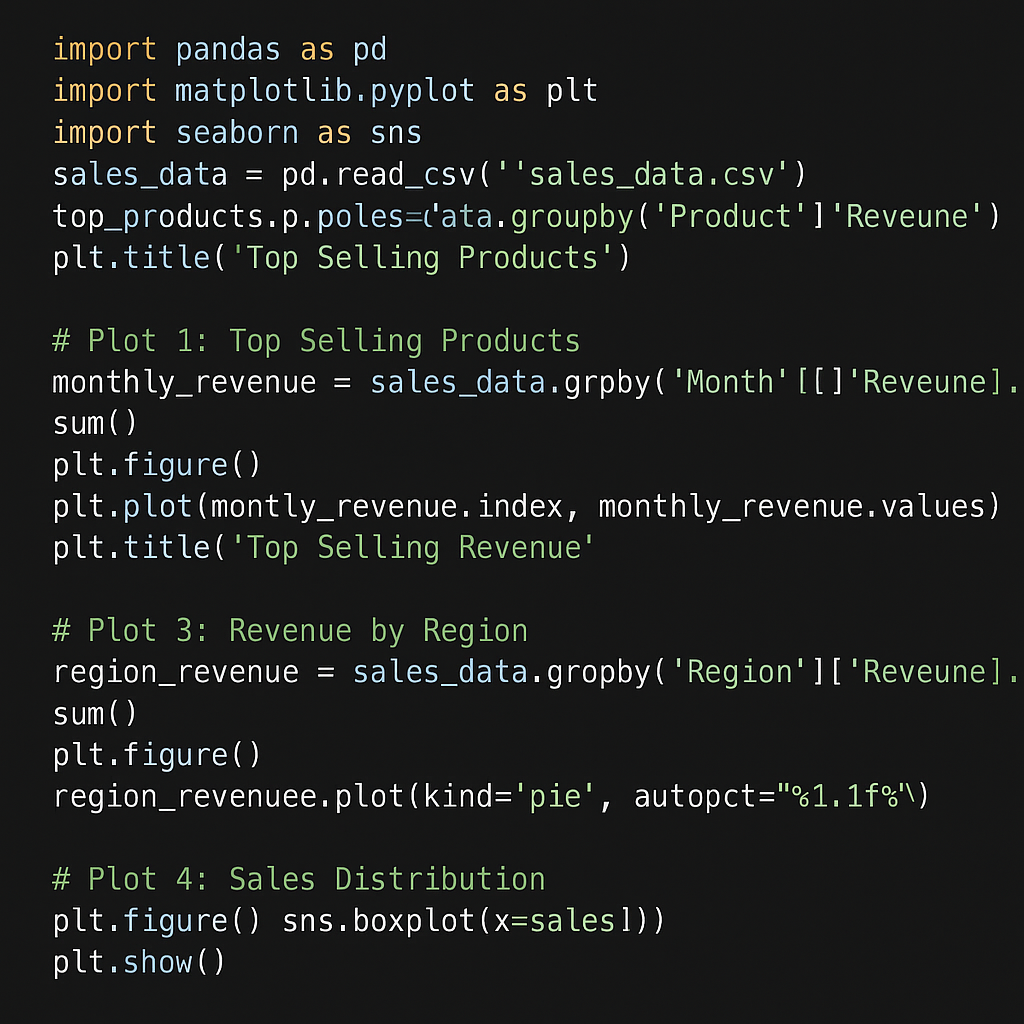 import pandas as pd
import matplotlib.pyplot as plt
import seaborn as sns
sales_data = pd.read_csv(''sales_data.csv')
top_products.p.poles=('ata.groupby('Product']'Reveune')
plt.title('Top Selling Products')
# Plot 1: Top Selling Products
monthly_revenue = sales_data.grpby('Month'[[]'Reveune].
sum()
plt.figure()
plt.plot(montly_revenue.index, monthly_revenue.values)
plt.title('Top Selling Revenue'
# Plot 3: Revenue by Region
region_revenue = sales_data.gropby('Region']['Reveune].
sum()
plt.figure()
region_revenuee.plot(kind='pie', autopct="%1.1f%'\)
# Plot 4: Sales Distribution
plt.figure() sns.boxplot(x=sales]))
plt.show()